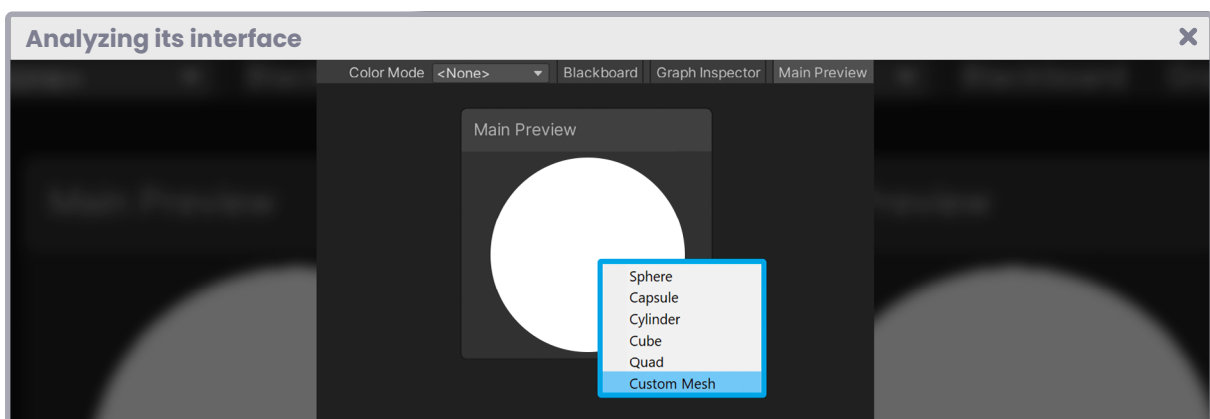 Analyzing its interface
Color Mode <None> Blackboard Graph Inspector Main Preview
Main Preview
Sphere
Capsule
Cylinder
Cube
Quad
Custom Mesh